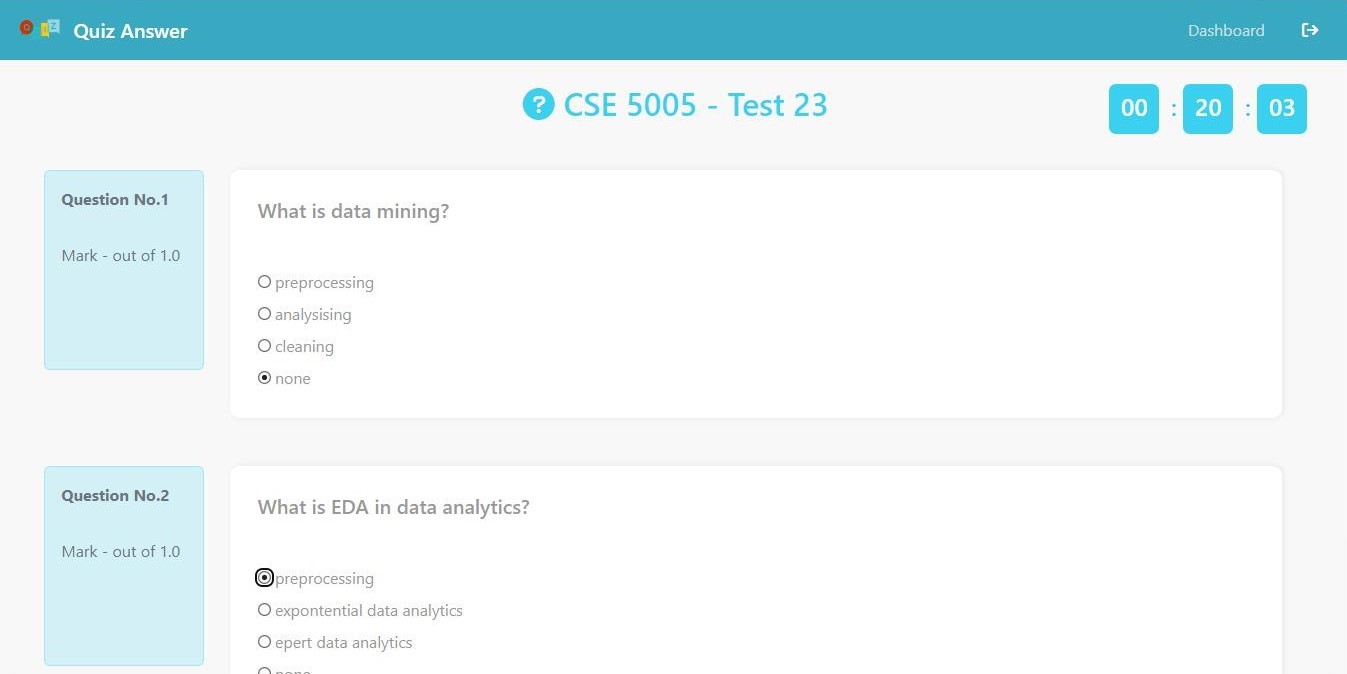 Quiz Answer
Dashboard
? CSE 5005 - Test 23
00 : 20 : 03
Question No.1
Mark - out of 1.0
What is data mining?
preprocessing
analysising
cleaning
none
Question No.2
Mark - out of 1.0
What is EDA in data analytics?
preprocessing
expontential data analytics
epert data analytics
none